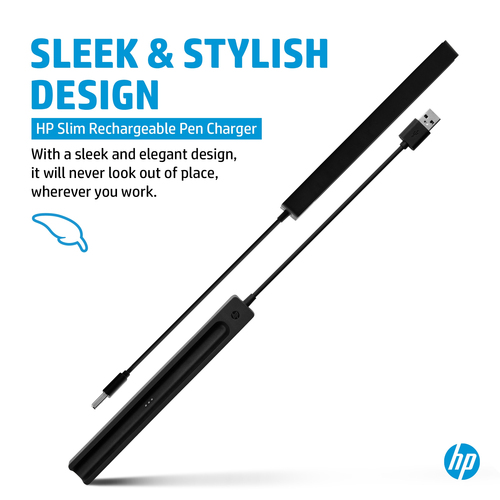 SLEEK & STYLISH
DESIGN
HP Slim Rechargeable Pen Charger
With a sleek and elegant design,
it will never look out of place,
wherever you work.
hp